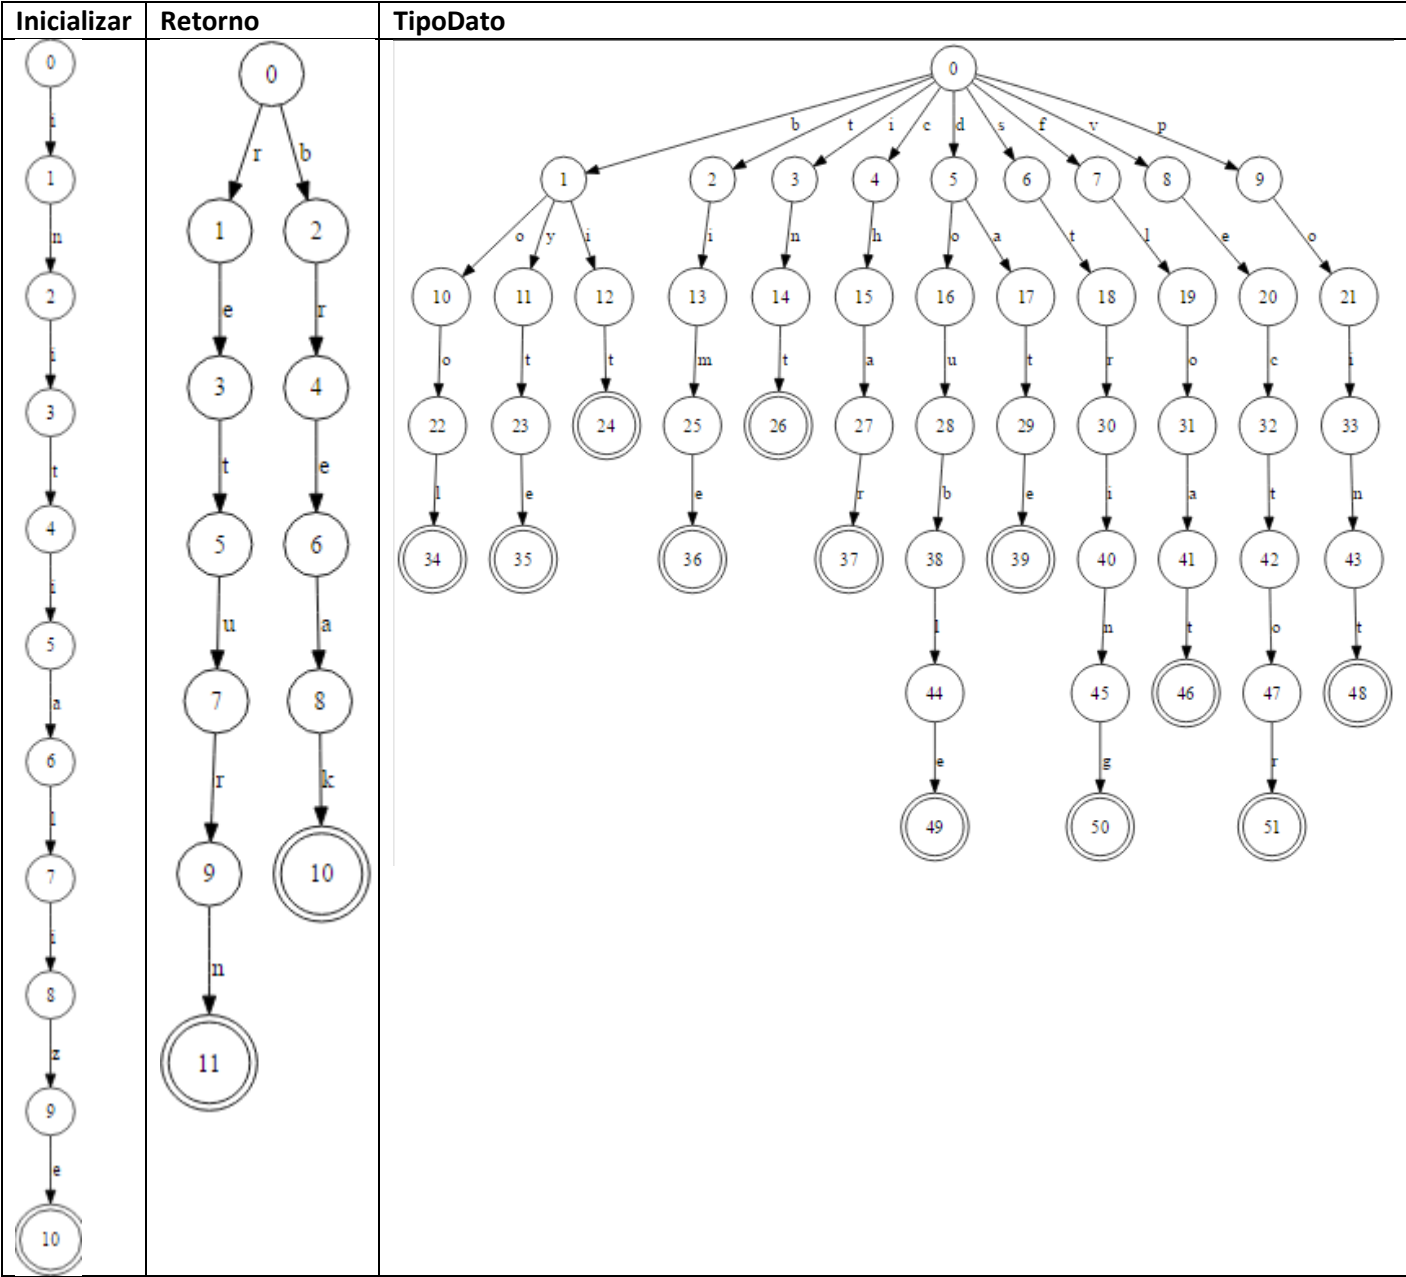 Inicializar Retorno TipoDato
0
i
1
n
2
i
3
t
4
i
5
a
6
l
7
i
8
z
9
e
10
0
r b
1 2
e r
3 4
t e
5 6
u a
7 8
r k
9 10
n
11
0
b t i c d s f v p
1 2 3 4 5 6 7 8 9
o y i i n h o a t l e o
10 11 12 13 14 15 16 17 18 19 20 21
o t t m t a u t r o c i
22 23 24 25 26 27 28 29 30 31 32 33
l e e r b e i a t n
34 35 36 37 38 39 40 41 42 43
l n t o t
44 45 46 47 48
e g r
49 50 51